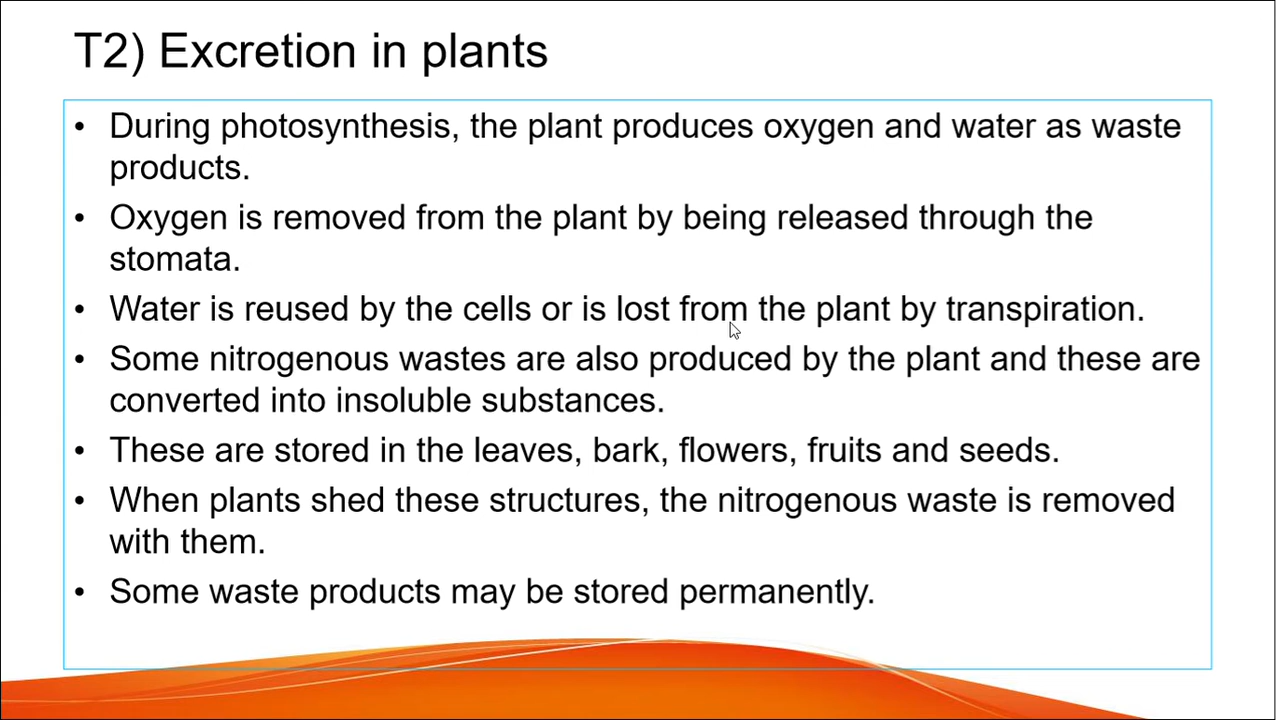 T2) Excretion in plants
• During photosynthesis, the plant produces oxygen and water as waste
products.
• Oxygen is removed from the plant by being released through the
stomata.
• Water is reused by the cells or is lost from the plant by transpiration.
• Some nitrogenous wastes are also produced by the plant and these are
converted into insoluble substances.
• These are stored in the leaves, bark, flowers, fruits and seeds.
• When plants shed these structures, the nitrogenous waste is removed
with them.
• Some waste products may be stored permanently.